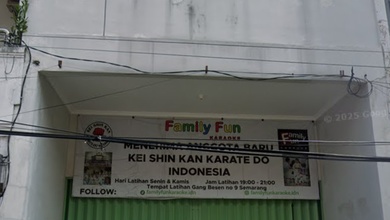 Family Fun
KARAOKE
MENERIMA ANGGOTA BARU
KEI SHIN KAN KARATE DO
INDONESIA
Hari Latihan Senin & Kamis Jam Latihan 19:00 - 21:00
Tempat Latihan Gang Besen no 9 Semarang
FOLLOW:
© 2025 Goog